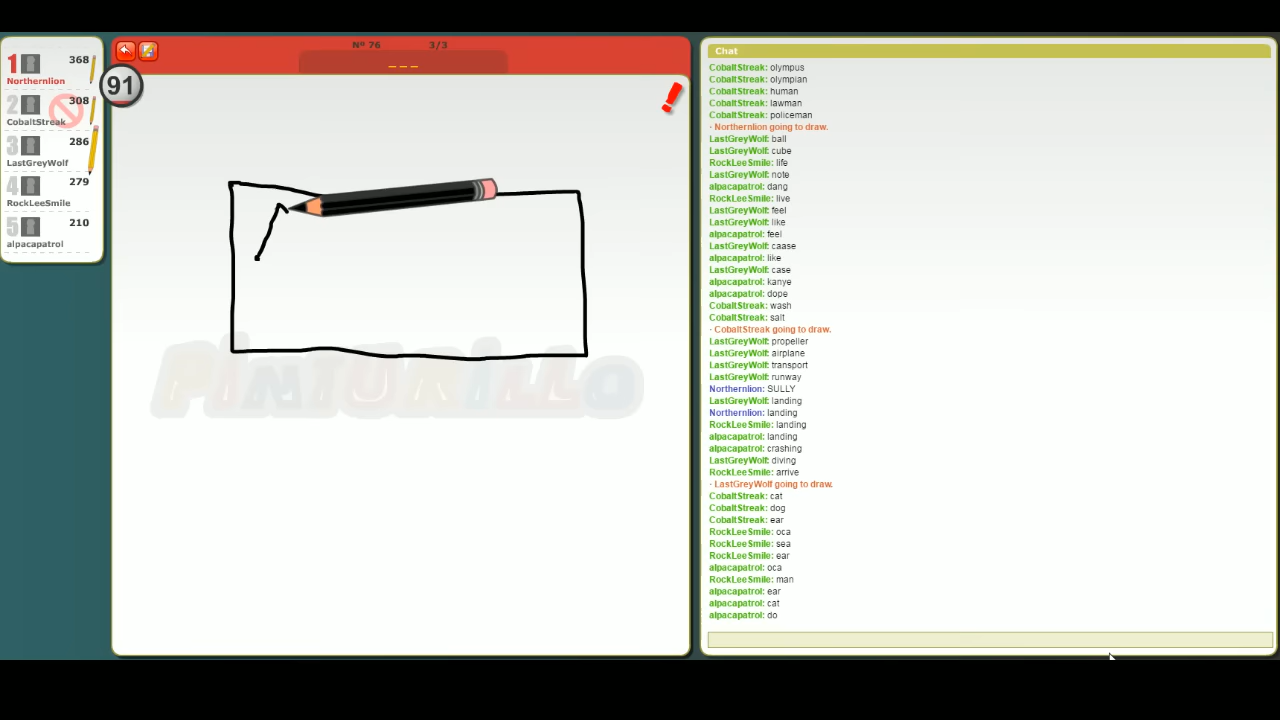 Nº 76 3/3
_ _ _
91
1 368
Northernlion
2 308
CobaltStreak
3 286
LastGreyWolf
4 279
RockLeeSmile
5 210
alpacapatrol
Pinturillo
Chat
CobaltStreak: olympus
CobaltStreak: olympian
CobaltStreak: human
CobaltStreak: lawman
CobaltStreak: policeman
· Northernlion going to draw.
LastGreyWolf: ball
LastGreyWolf: cube
RockLeeSmile: life
LastGreyWolf: note
alpacapatrol: dang
RockLeeSmile: live
LastGreyWolf: feel
LastGreyWolf: like
alpacapatrol: feel
LastGreyWolf: caase
alpacapatrol: like
LastGreyWolf: case
alpacapatrol: kanye
alpacapatrol: dope
CobaltStreak: wash
CobaltStreak: salt
· CobaltStreak going to draw.
LastGreyWolf: propeller
LastGreyWolf: airplane
LastGreyWolf: transport
LastGreyWolf: runway
Northernlion: SULLY
LastGreyWolf: landing
Northernlion: landing
RockLeeSmile: landing
alpacapatrol: landing
alpacapatrol: crashing
LastGreyWolf: diving
RockLeeSmile: arrive
· LastGreyWolf going to draw.
CobaltStreak: cat
CobaltStreak: dog
CobaltStreak: ear
RockLeeSmile: oca
RockLeeSmile: sea
RockLeeSmile: ear
alpacapatrol: oca
RockLeeSmile: man
alpacapatrol: ear
alpacapatrol: cat
alpacapatrol: do